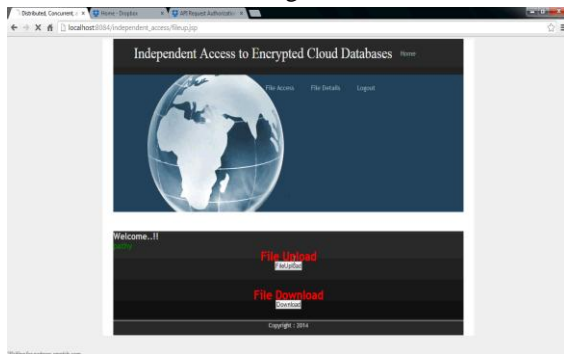 Distributed, Concurrent,
Home - Dropbox
API Request Authorization
localhost:8084/independent_access/fileup.jsp
Independent Access to Encrypted Cloud Databases
Home
File Access File Details Logout
Welcome..!!
File Upload
FileUpload
File Download
Download
Copyright : 2014